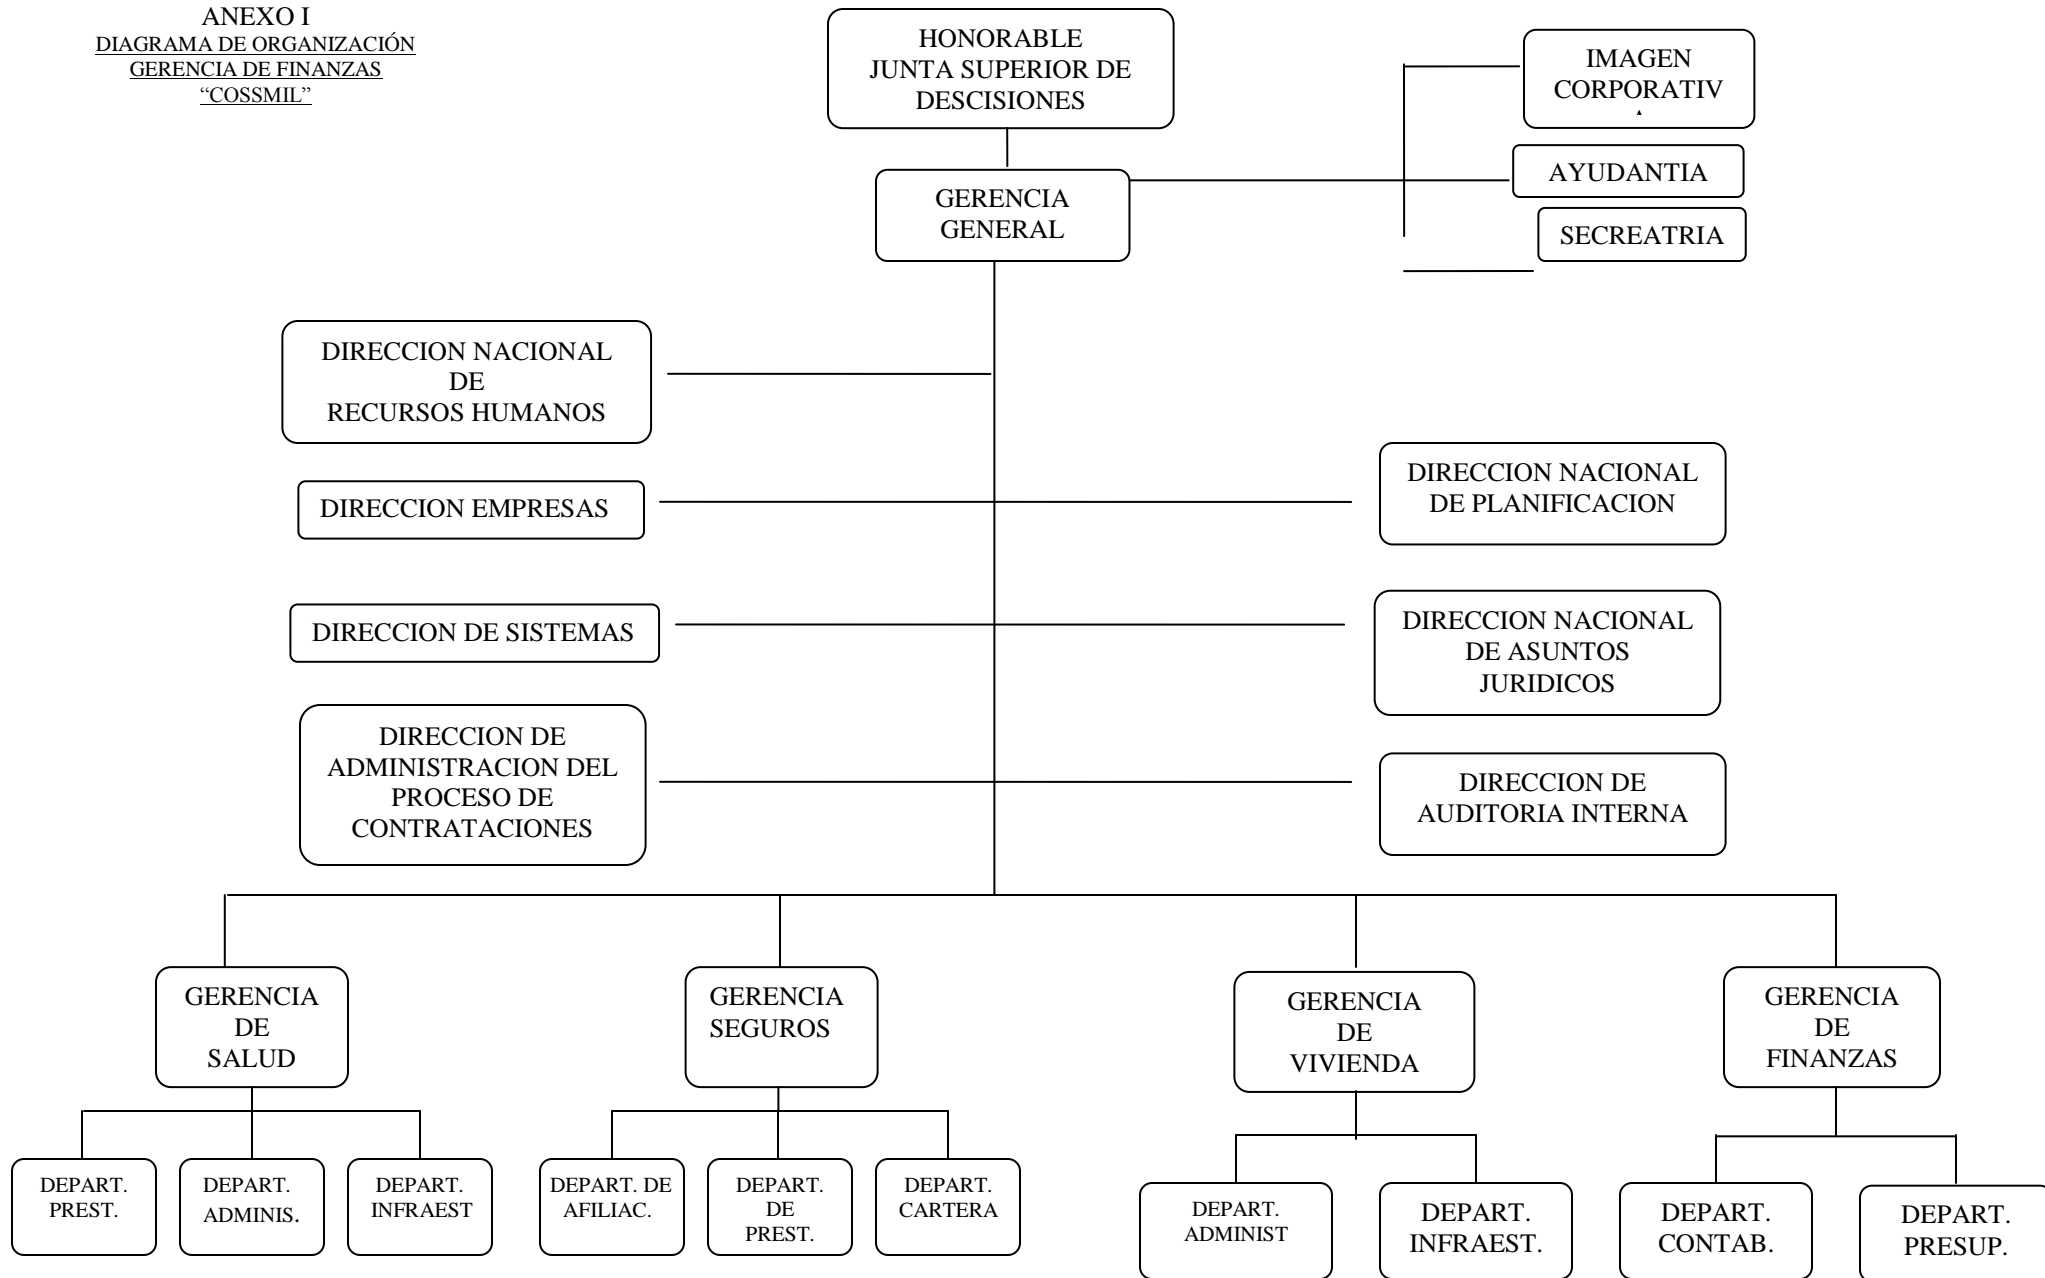 ANEXO I
DIAGRAMA DE ORGANIZACIÓN
GERENCIA DE FINANZAS
“COSSMIL”
HONORABLE
JUNTA SUPERIOR DE
DESCISIONES
IMAGEN
CORPORATIV
AYUDANTIA
SECREATRIA
GERENCIA
GENERAL
DIRECCION NACIONAL
DE
RECURSOS HUMANOS
DIRECCION EMPRESAS
DIRECCION NACIONAL
DE PLANIFICACION
DIRECCION DE SISTEMAS
DIRECCION NACIONAL
DE ASUNTOS
JURIDICOS
DIRECCION DE
ADMINISTRACION DEL
PROCESO DE
CONTRATACIONES
DIRECCION DE
AUDITORIA INTERNA
GERENCIA
DE
SALUD
GERENCIA
SEGUROS
GERENCIA
DE
VIVIENDA
GERENCIA
DE
FINANZAS
DEPART.
PREST.
DEPART.
ADMINIS.
DEPART.
INFRAEST
DEPART. DE
AFILIAC.
DEPART.
DE
PREST.
DEPART.
CARTERA
DEPART.
ADMINIST
DEPART.
INFRAEST.
DEPART.
CONTAB.
DEPART.
PRESUP.